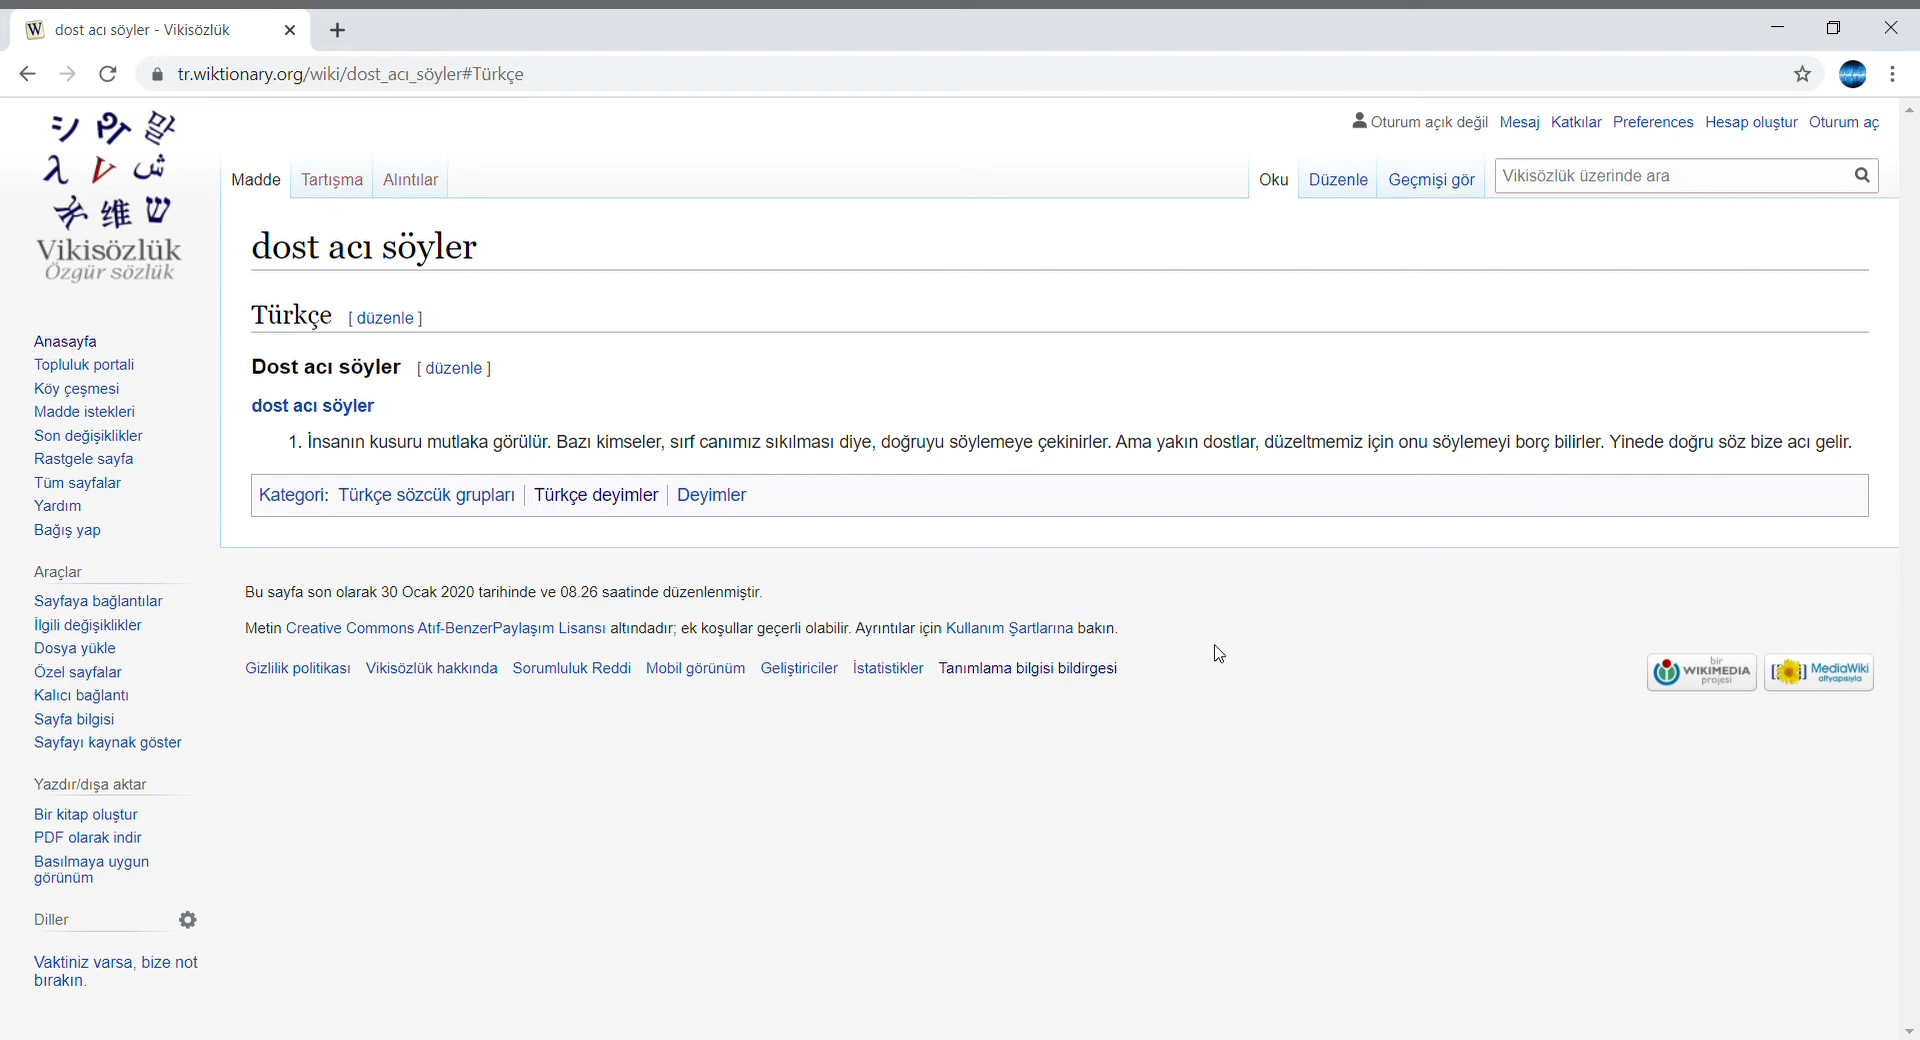 dost acı söyler - Vikisözlük
tr.wiktionary.org/wiki/dost_acı_söyler#Türkçe
Oturum açık değil Mesaj Katkılar Preferences Hesap oluştur Oturum aç
Madde Tartışma Alıntılar Oku Düzenle Geçmişi gör Vikisözlük üzerinde ara
Vikisözlük
Özgür sözlük
dost acı söyler
Türkçe [ düzenle ]
Dost acı söyler [ düzenle ]
dost acı söyler
1. İnsanın kusuru mutlaka görülür. Bazı kimseler, sırf canımız sıkılması diye, doğruyu söylemeye çekinirler. Ama yakın dostlar, düzeltmemiz için onu söylemeyi borç bilirler. Yinede doğru söz bize acı gelir.
Kategori: Türkçe sözcük grupları Türkçe deyimler Deyimler
Anasayfa
Topluluk portali
Köy çeşmesi
Madde istekleri
Son değişiklikler
Rastgele sayfa
Tüm sayfalar
Yardım
Bağış yap
Araçlar
Sayfaya bağlantılar
İlgili değişiklikler
Dosya yükle
Özel sayfalar
Kalıcı bağlantı
Sayfa bilgisi
Sayfayı kaynak göster
Yazdır/dışa aktar
Bir kitap oluştur
PDF olarak indir
Basılmaya uygun
görünüm
Diller
Vaktiniz varsa, bize not
bırakın.
Bu sayfa son olarak 30 Ocak 2020 tarihinde ve 08.26 saatinde düzenlenmiştir.
Metin Creative Commons Atıf-BenzerPaylaşım Lisansı altındadır; ek koşullar geçerli olabilir. Ayrıntılar için Kullanım Şartlarına bakın.
Gizlilik politikası Vikisözlük hakkında Sorumluluk Reddi Mobil görünüm Geliştiriciler İstatistikler Tanımlama bilgisi bildirgesi
bir
WIKIMEDIA
projesi
MediaWiki
altyapısıyla